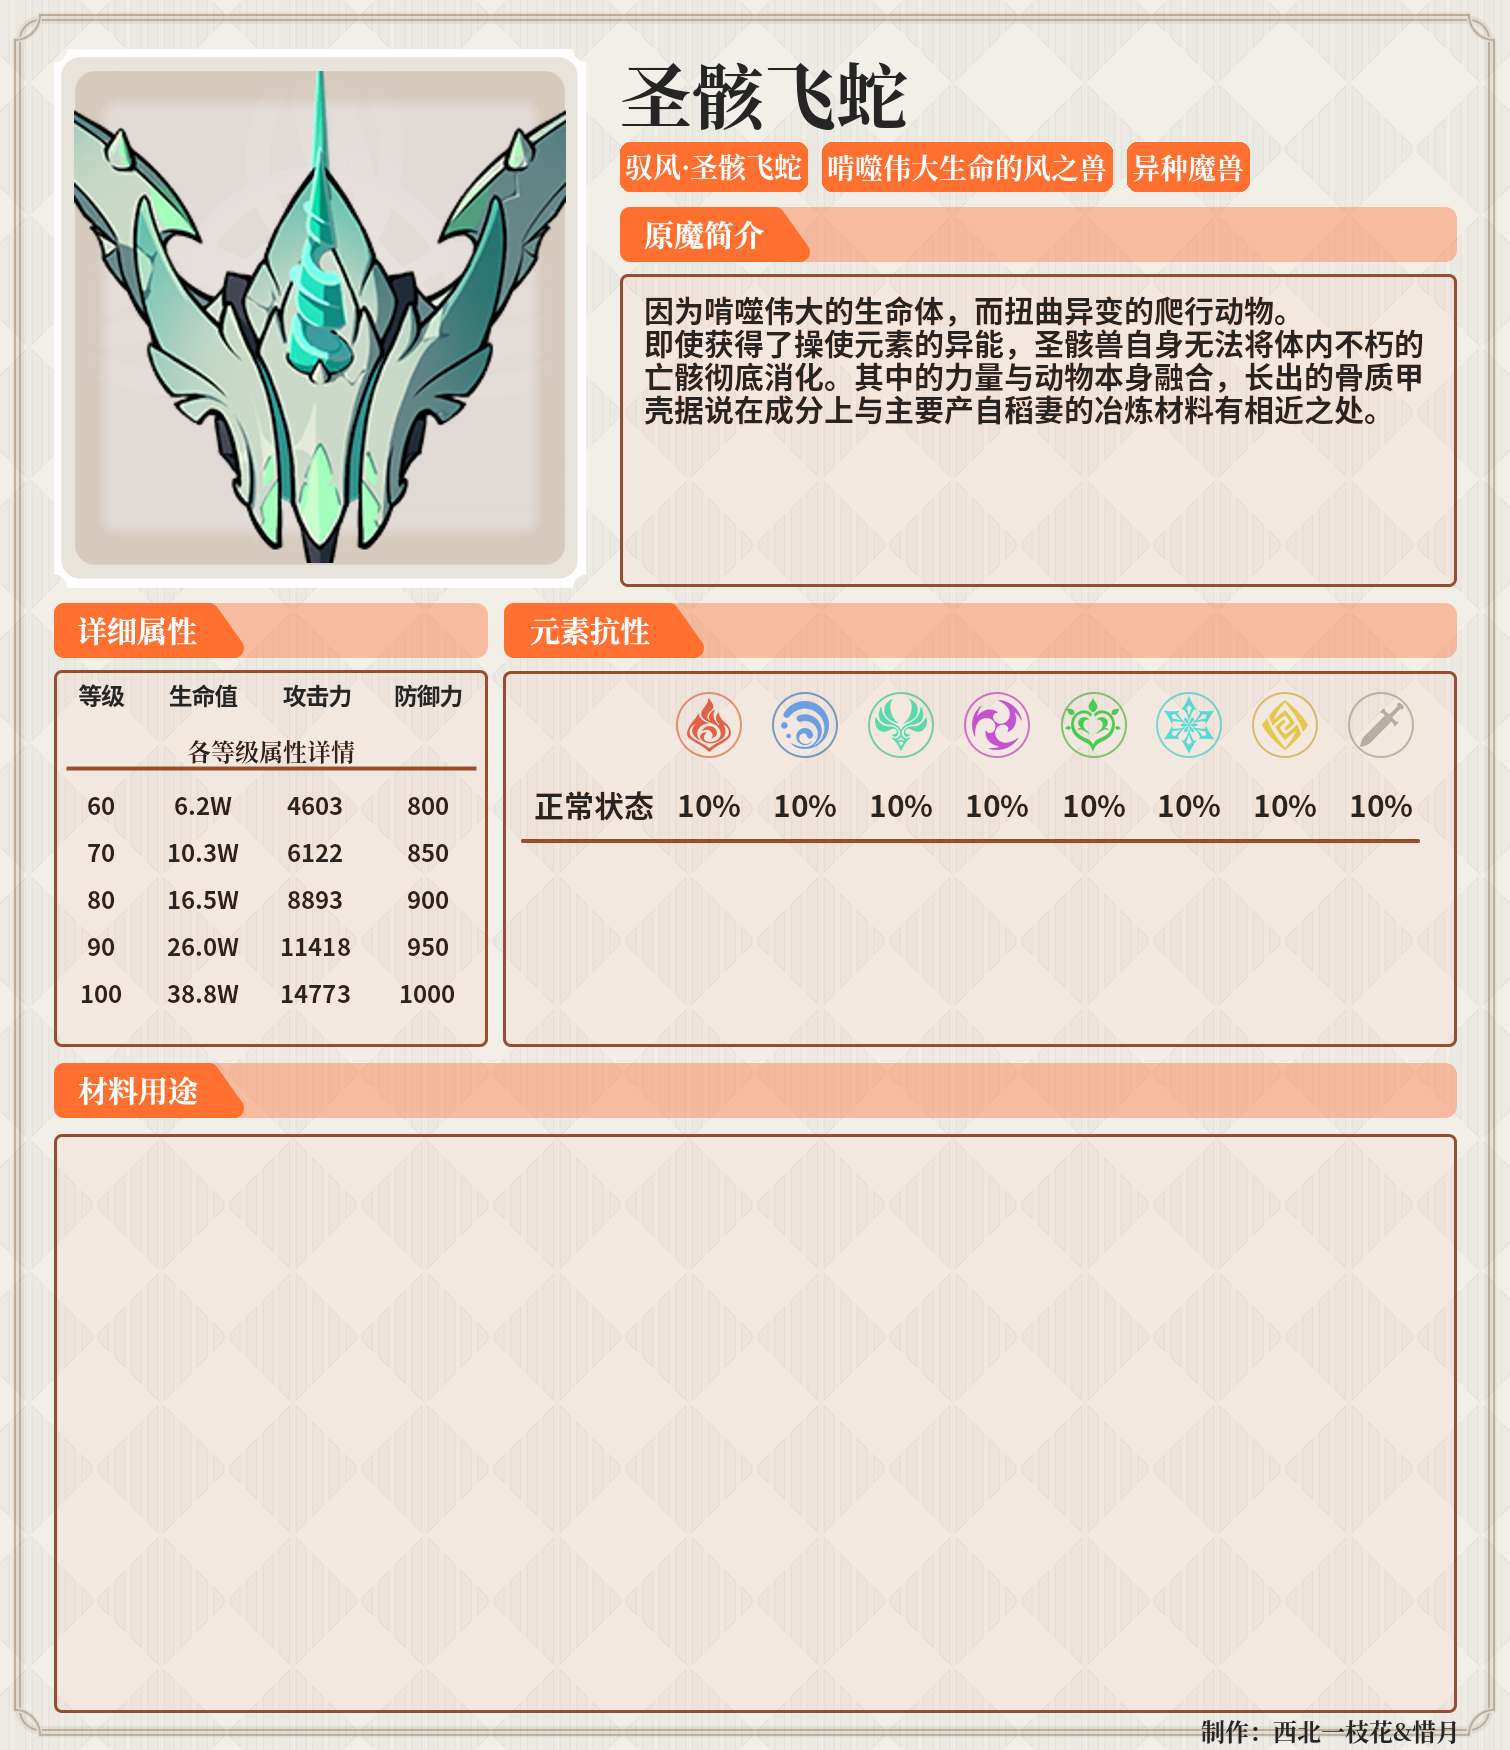 圣骸飞蛇
驭风·圣骸飞蛇 啃噬伟大生命的风之兽 异种魔兽
原魔简介
因为啃噬伟大的生命体，而扭曲异变的爬行动物。
即使获得了操使元素的异能，圣骸兽自身无法将体内不朽的
亡骸彻底消化。其中的力量与动物本身融合，长出的骨质甲
壳据说在成分上与主要产自稻妻的冶炼材料有相近之处。
详细属性
等级 生命值 攻击力 防御力
各等级属性详情
60 6.2W 4603 800
70 10.3W 6122 850
80 16.5W 8893 900
90 26.0W 11418 950
100 38.8W 14773 1000
元素抗性
正常状态 10% 10% 10% 10% 10% 10% 10% 10%
材料用途
制作：西北一枝花&惜月